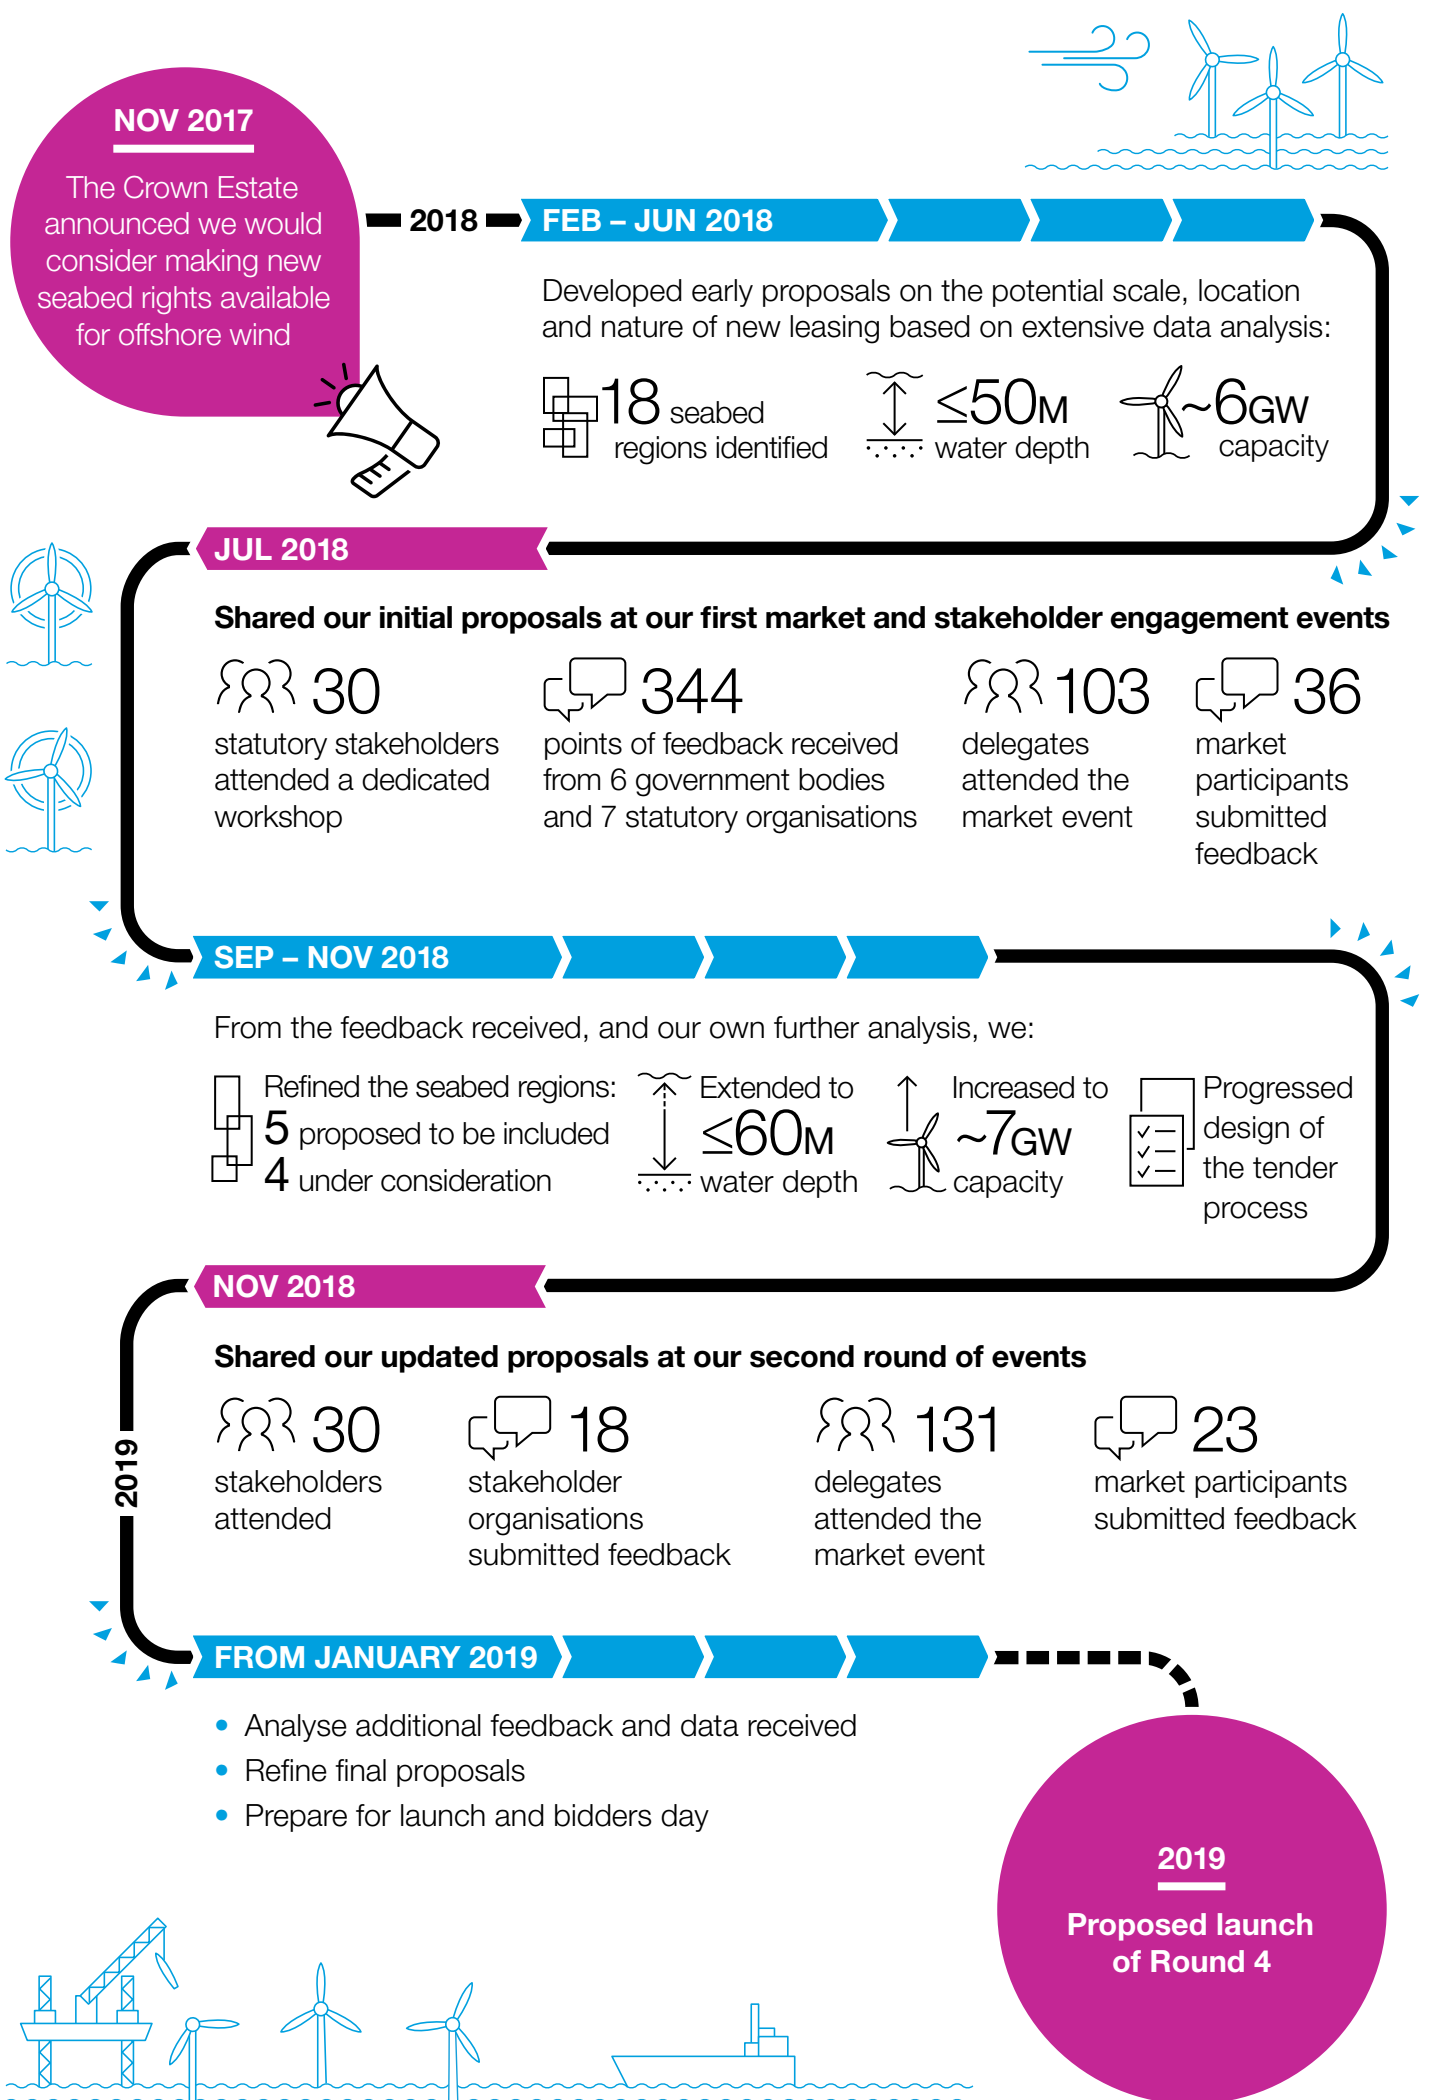 NOV 2017
The Crown Estate
announced we would
consider making new
seabed rights available
for offshore wind
2018
FEB – JUN 2018
Developed early proposals on the potential scale, location
and nature of new leasing based on extensive data analysis:
18 seabed
regions identified
≤50M
water depth
~6GW
capacity
JUL 2018
Shared our initial proposals at our first market and stakeholder engagement events
30
statutory stakeholders
attended a dedicated
workshop
344
points of feedback received
from 6 government bodies
and 7 statutory organisations
103
delegates
attended the
market event
36
market
participants
submitted
feedback
SEP – NOV 2018
From the feedback received, and our own further analysis, we:
Refined the seabed regions:
5 proposed to be included
4 under consideration
Extended to
≤60M
water depth
Increased to
~7GW
capacity
Progressed
design of
the tender
process
NOV 2018
Shared our updated proposals at our second round of events
30
stakeholders
attended
18
stakeholder
organisations
submitted feedback
131
delegates
attended the
market event
23
market participants
submitted feedback
2019
FROM JANUARY 2019
• Analyse additional feedback and data received
• Refine final proposals
• Prepare for launch and bidders day
2019
Proposed launch
of Round 4